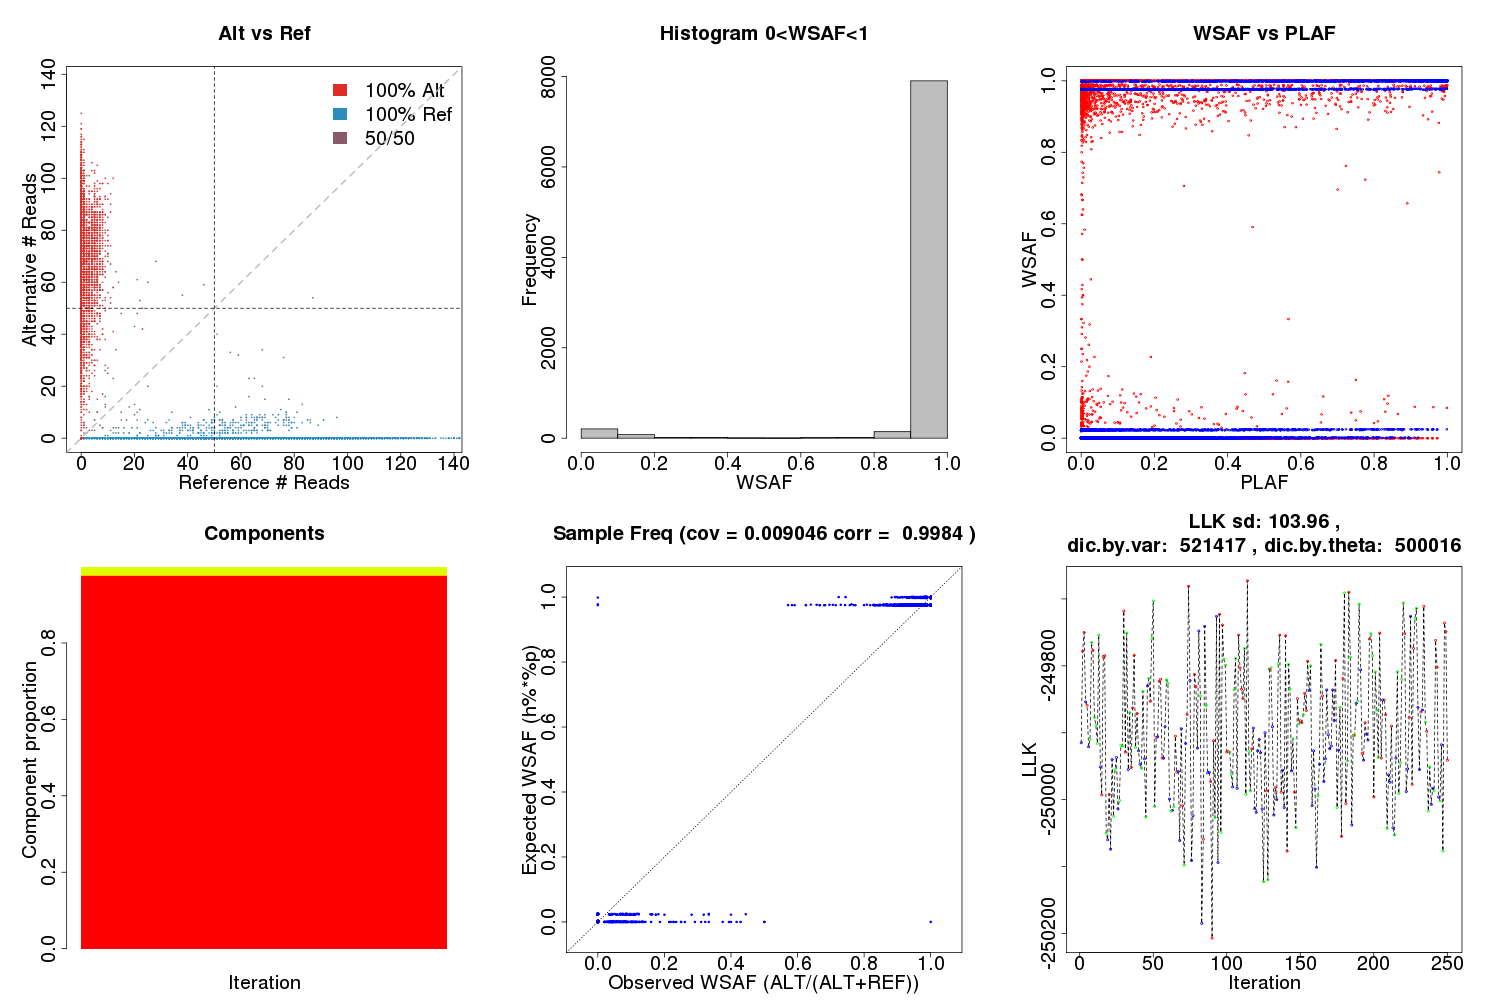 Alt vs Ref
100% Alt
100% Ref
50/50
Alternative # Reads
0 20 40 60 80 100 120 140
0 20 40 60 80 100 120 140
Reference # Reads
Histogram 0<WSAF<1
Frequency
0 2000 4000 6000 8000
0.0 0.2 0.4 0.6 0.8 1.0
WSAF
WSAF vs PLAF
WSAF
0.0 0.2 0.4 0.6 0.8 1.0
0.0 0.2 0.4 0.6 0.8 1.0
PLAF
Components
Component proportion
0.0 0.2 0.4 0.6 0.8
Iteration
Sample Freq (cov = 0.009046 corr = 0.9984 )
Expected WSAF (h%*%p)
0.0 0.2 0.4 0.6 0.8 1.0
0.0 0.2 0.4 0.6 0.8 1.0
Observed WSAF (ALT/(ALT+REF))
LLK sd: 103.96 ,
dic.by.var: 521417 , dic.by.theta: 500016
LLK
-250200 -250000 -249800
0 50 100 150 200 250
Iteration